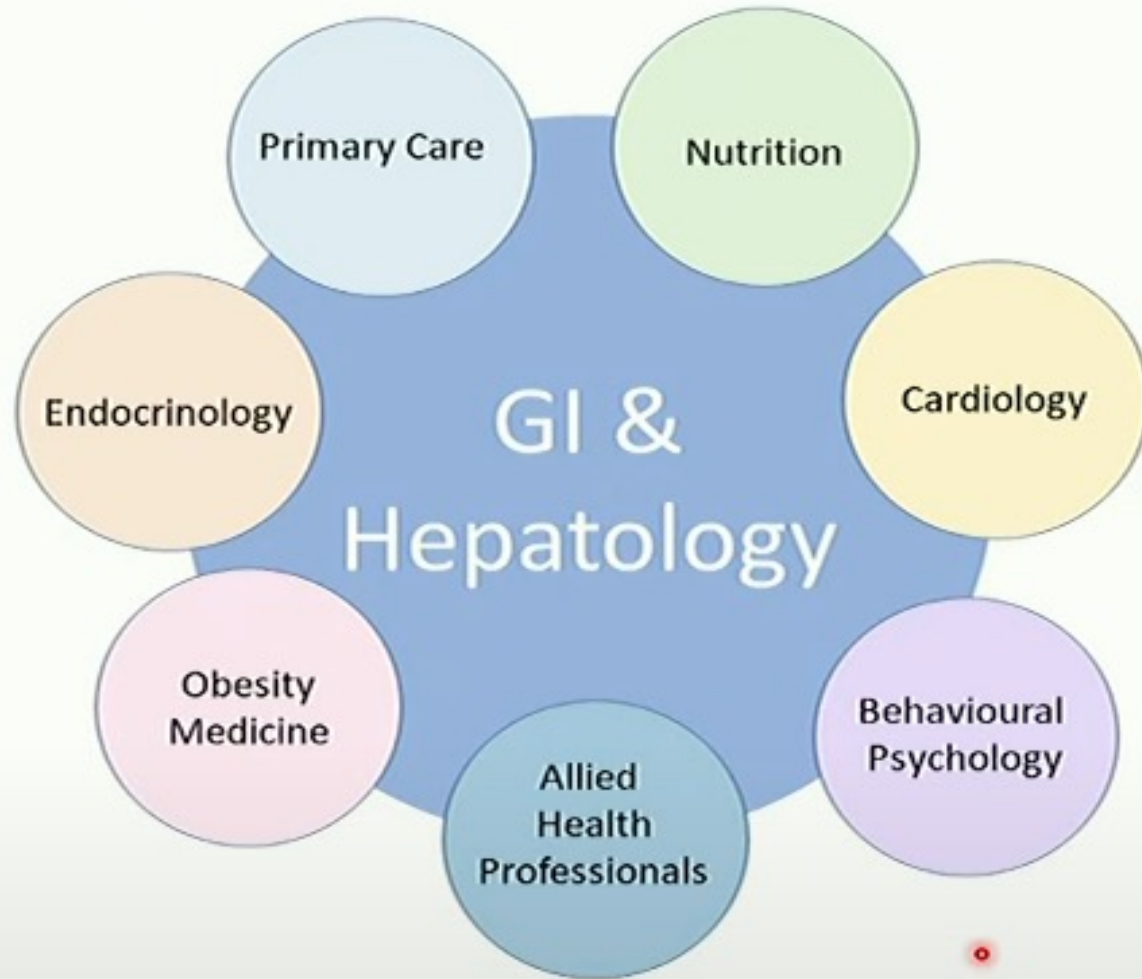 Primary Care
Nutrition
Endocrinology
Cardiology
GI &
Hepatology
Obesity
Medicine
Behavioural
Psychology
Allied
Health
Professionals